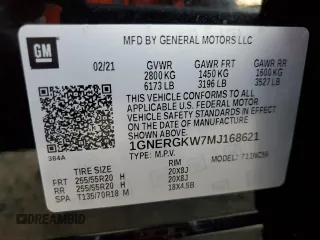 GM
MFD BY GENERAL MOTORS LLC
02/21
GVWR GAWR FRT GAWR RR
2800 KG 1450 KG 1600 KG
6173 LB 3196 LB 3527 LB
THIS VEHICLE CONFORMS TO ALL APPLICABLE
U.S. FEDERAL MOTOR VEHICLE SAFETY
STANDARDS IN EFFECT ON THE DATE OF
MANUFACTURE SHOWN ABOVE.
1GNERGKW7MJ168621
TYPE: M.P.V. MODEL:
384A
TIRE SIZE RIM
FRT 255/55R20 H 20X8J
RR 255/55R20 H 20X8J
SPA T135/70R18 M 18X4.5B
AUTOBIDMASTER